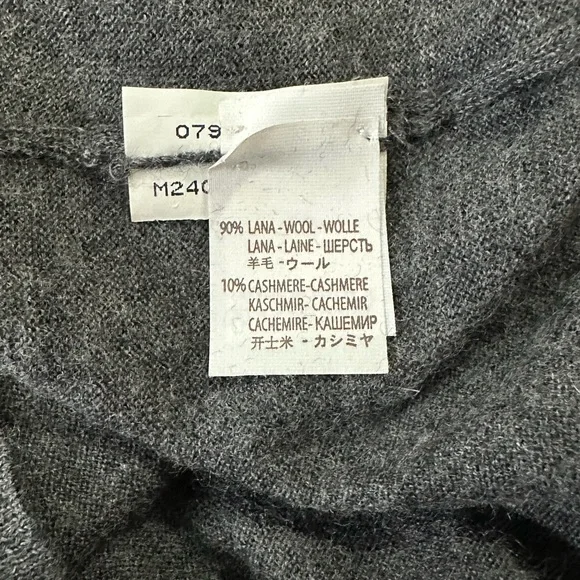 079
M240
90% LANA-WOOL-WOLLE
LANA-LAINE-ШЕРСТЬ
羊毛-ウール
10% CASHMERE-CASHMERE
KASCHMIR-CACHEMIR
CACHEMIRE-КАШЕМИР
开士米-カシミヤ